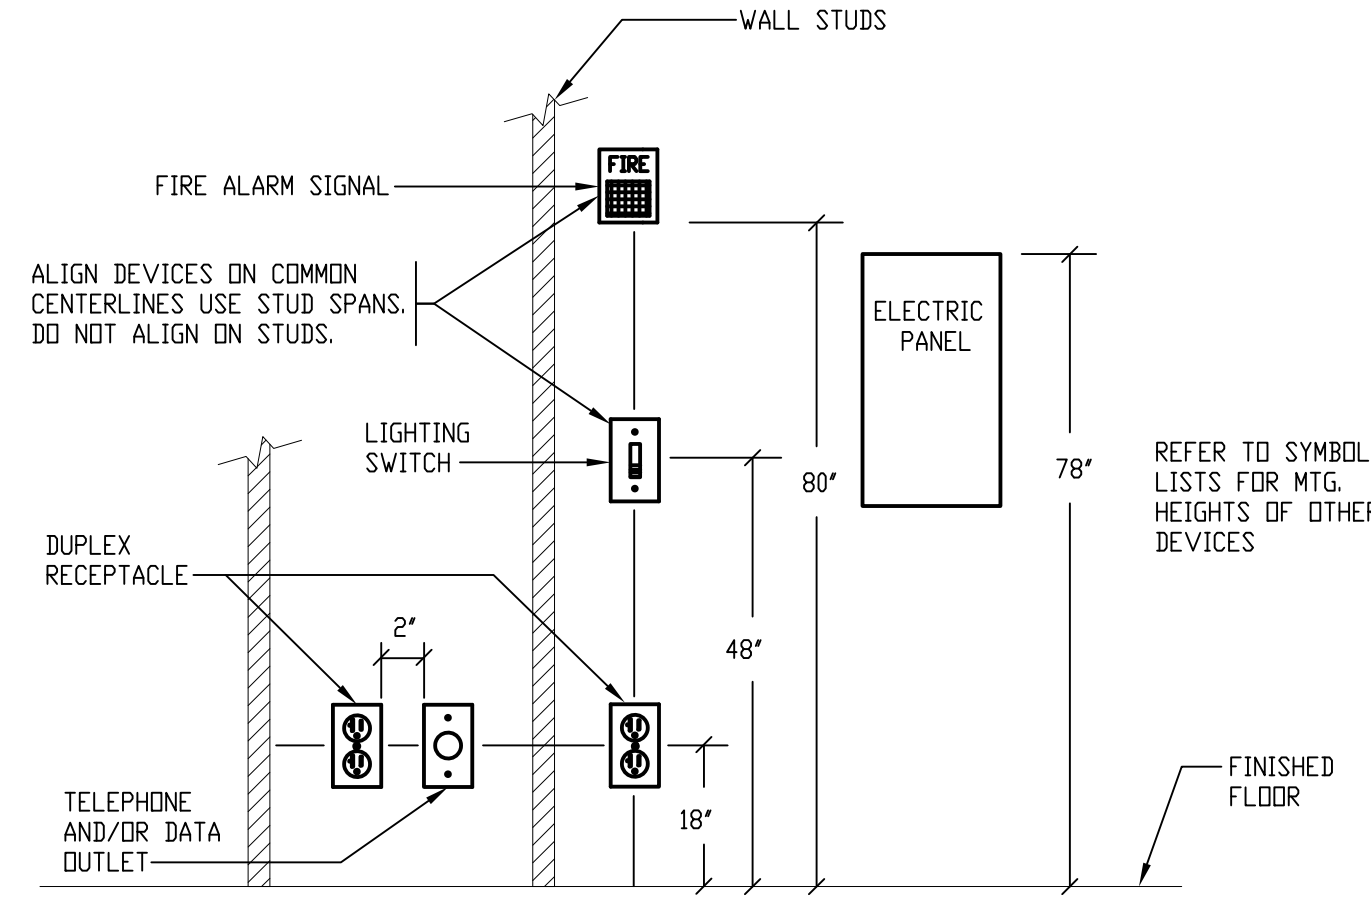 WALL STUDS
FIRE
FIRE ALARM SIGNAL
ALIGN DEVICES ON COMMON
CENTERLINES USE STUD SPANS.
DO NOT ALIGN ON STUDS.
ELECTRIC
PANEL
LIGHTING
SWITCH
80"
78"
REFER TO SYMBOL
LISTS FOR MTG.
HEIGHTS OF OTHER
DEVICES
DUPLEX
RECEPTACLE
2"
48"
18"
TELEPHONE
AND/OR DATA
OUTLET
FINISHED
FLOOR